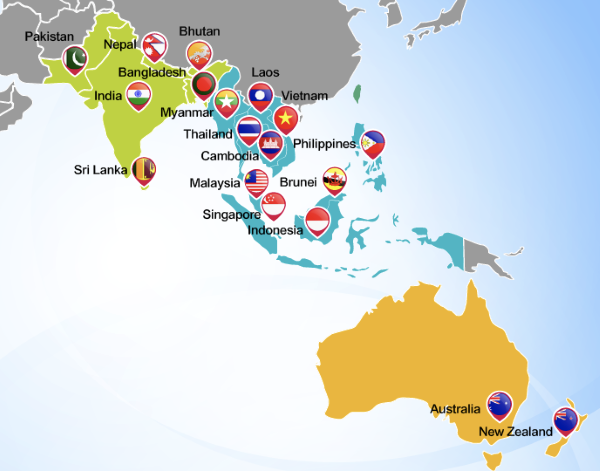 Bhutan
Pakistan
Nepal
Bangladesh
Laos
India
Vietnam
Myanmar
Thailand
Philippines
Cambodia
Sri Lanka
Malaysia
Brunei
Singapore
Indonesia
Australia
New Zealand